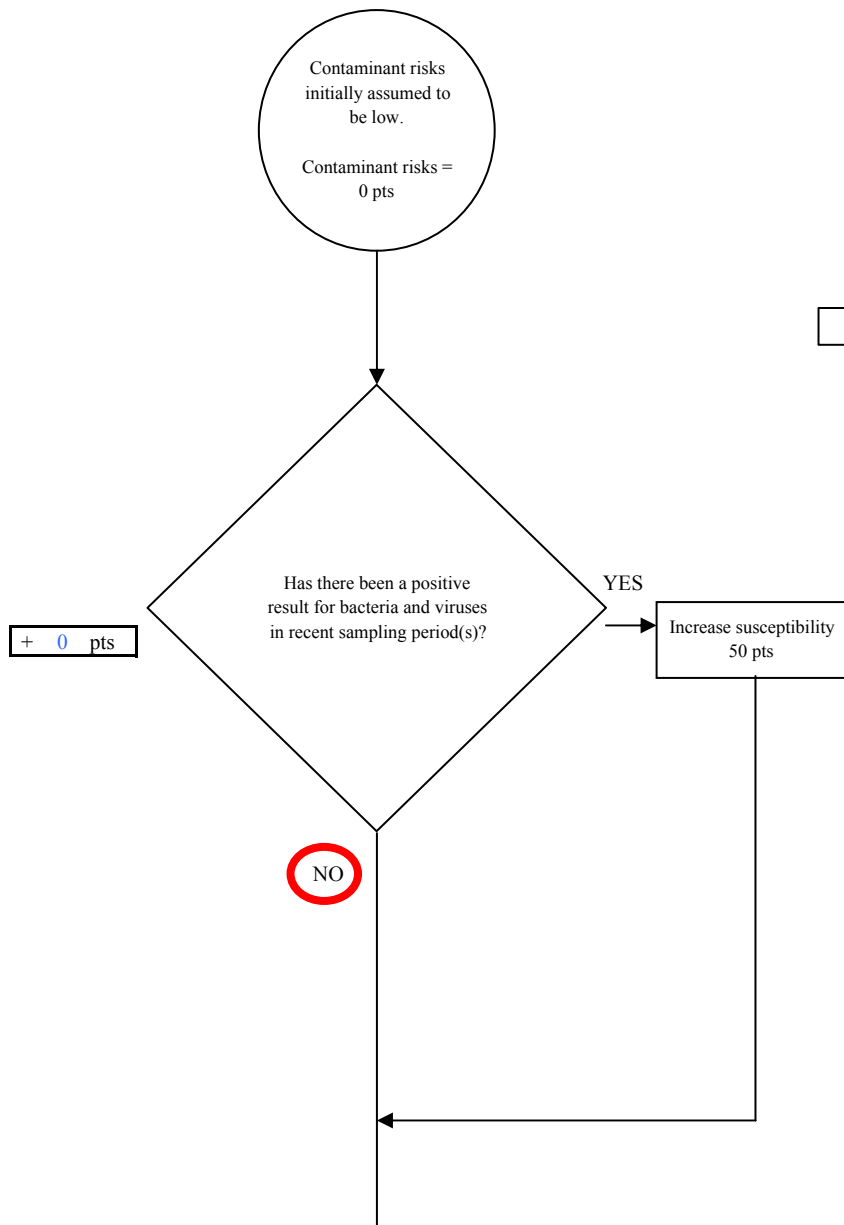 Contaminant risks
initially assumed to
be low.
Contaminant risks =
0 pts
Has there been a positive
result for bacteria and viruses
in recent sampling period(s)?
YES
+ 0 pts
Increase susceptibility
50 pts
NO